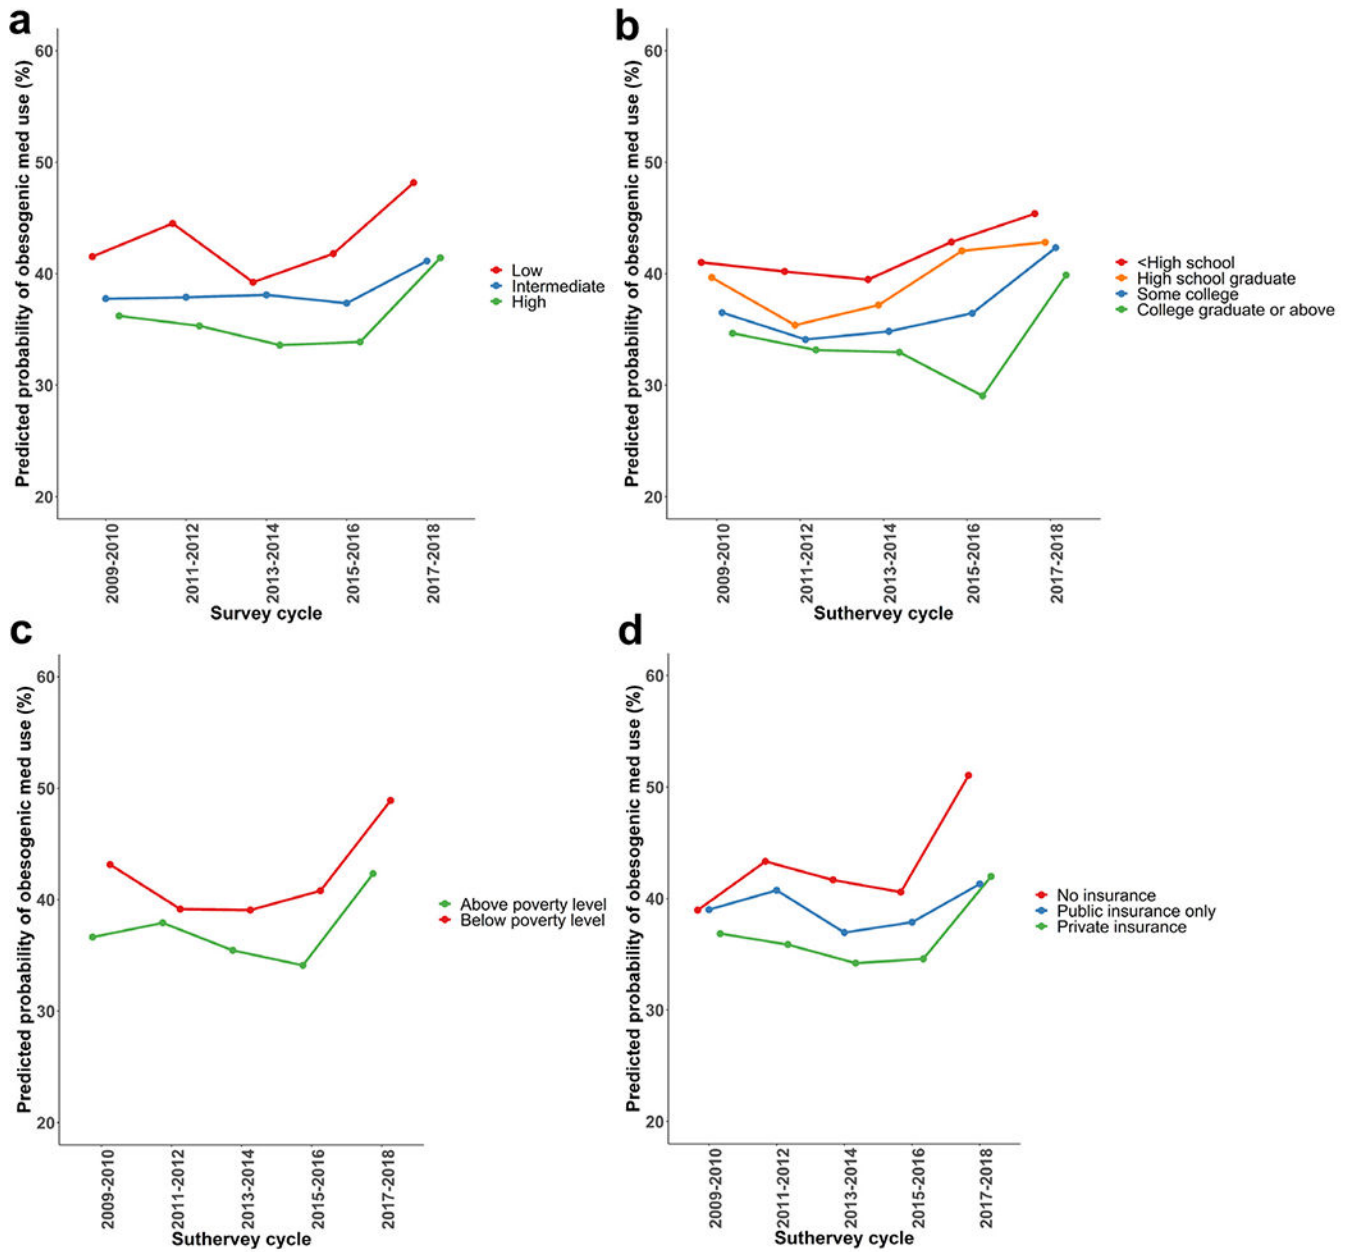 a
Predicted probability of obesogenic med use (%)
60
50
40
30
20
2009-2010
2011-2012
2013-2014
2015-2016
2017-2018
Survey cycle
Low
Intermediate
High
b
Predicted probability of obesogenic med use (%)
60
50
40
30
20
2009-2010
2011-2012
2013-2014
2015-2016
2017-2018
Suthervey cycle
<High school
High school graduate
Some college
College graduate or above
c
Predicted probability of obesogenic med use (%)
60
50
40
30
20
2009-2010
2011-2012
2013-2014
2015-2016
2017-2018
Suthervey cycle
Above poverty level
Below poverty level
d
Predicted probability of obesogenic med use (%)
60
50
40
30
20
2009-2010
2011-2012
2013-2014
2015-2016
2017-2018
Suthervey cycle
No insurance
Public insurance only
Private insurance